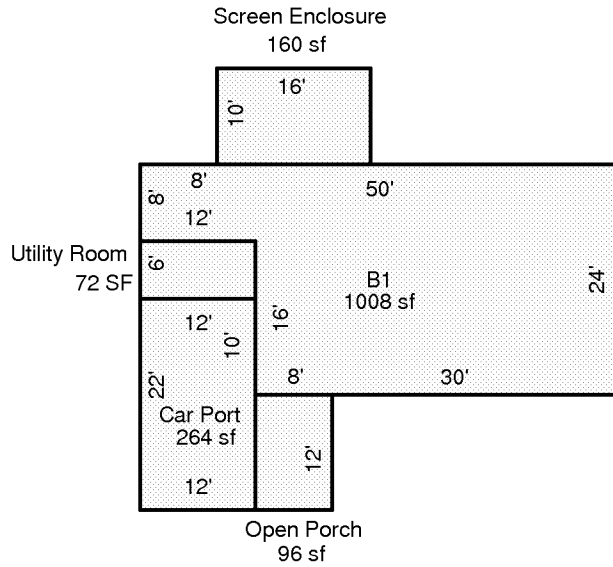 Screen Enclosure
160 sf
16'
10'
8'
8'
50'
12'
Utility Room
72 SF
6'
B1
1008 sf
24'
12'
10'
16'
22'
8'
30'
Car Port
264 sf
12'
12'
Open Porch
96 sf